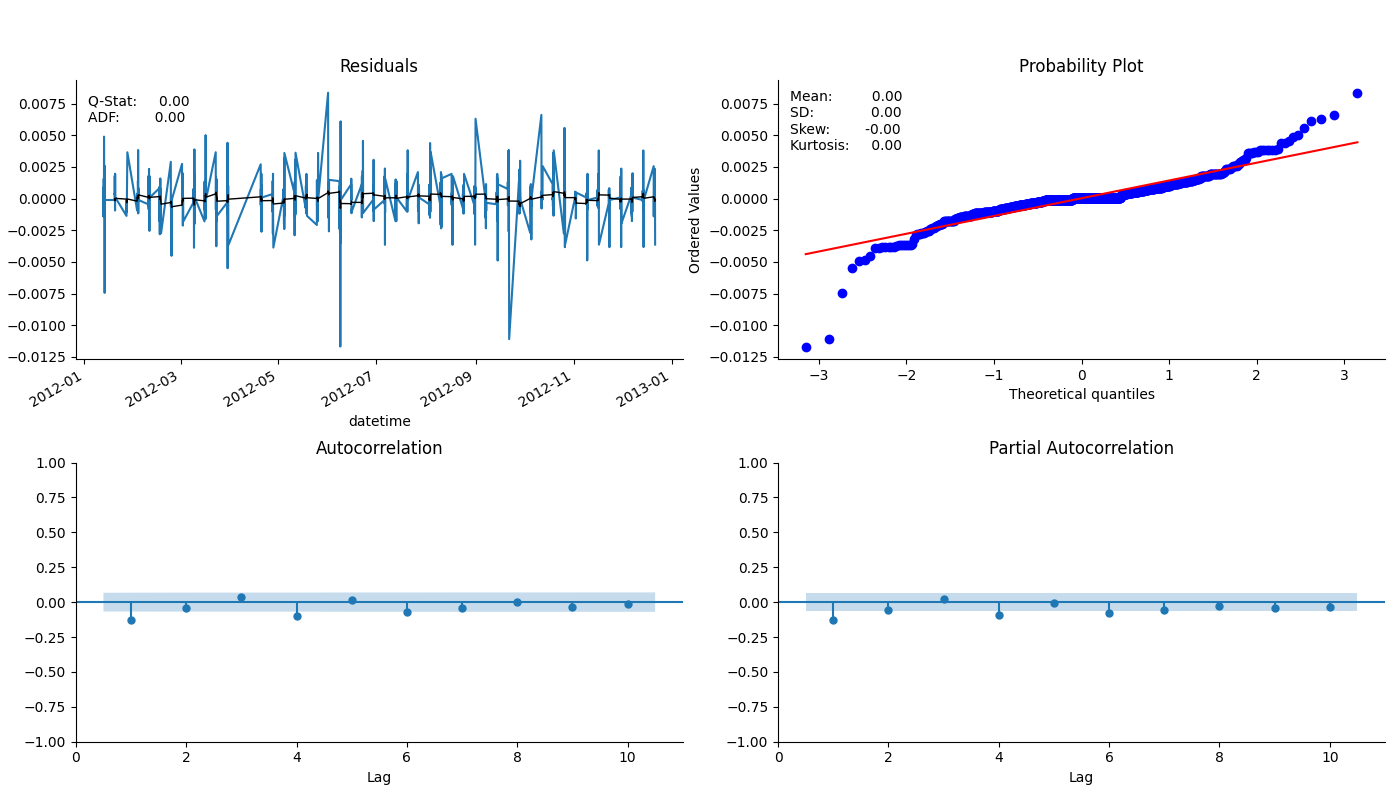 Residuals
Q-Stat: 0.00
ADF: 0.00
0.0075
0.0050
0.0025
0.0000
−0.0025
−0.0050
−0.0075
−0.0100
−0.0125
2012-01
2012-03
2012-05
2012-07
2012-09
2012-11
2013-01
datetime
Probability Plot
Mean: 0.00
SD: 0.00
Skew: -0.00
Kurtosis: 0.00
Ordered Values
0.0075
0.0050
0.0025
0.0000
−0.0025
−0.0050
−0.0075
−0.0100
−0.0125
−3 −2 −1 0 1 2 3
Theoretical quantiles
Autocorrelation
1.00
0.75
0.50
0.25
0.00
−0.25
−0.50
−0.75
−1.00
0 2 4 6 8 10
Lag
Partial Autocorrelation
1.00
0.75
0.50
0.25
0.00
−0.25
−0.50
−0.75
−1.00
0 2 4 6 8 10
Lag